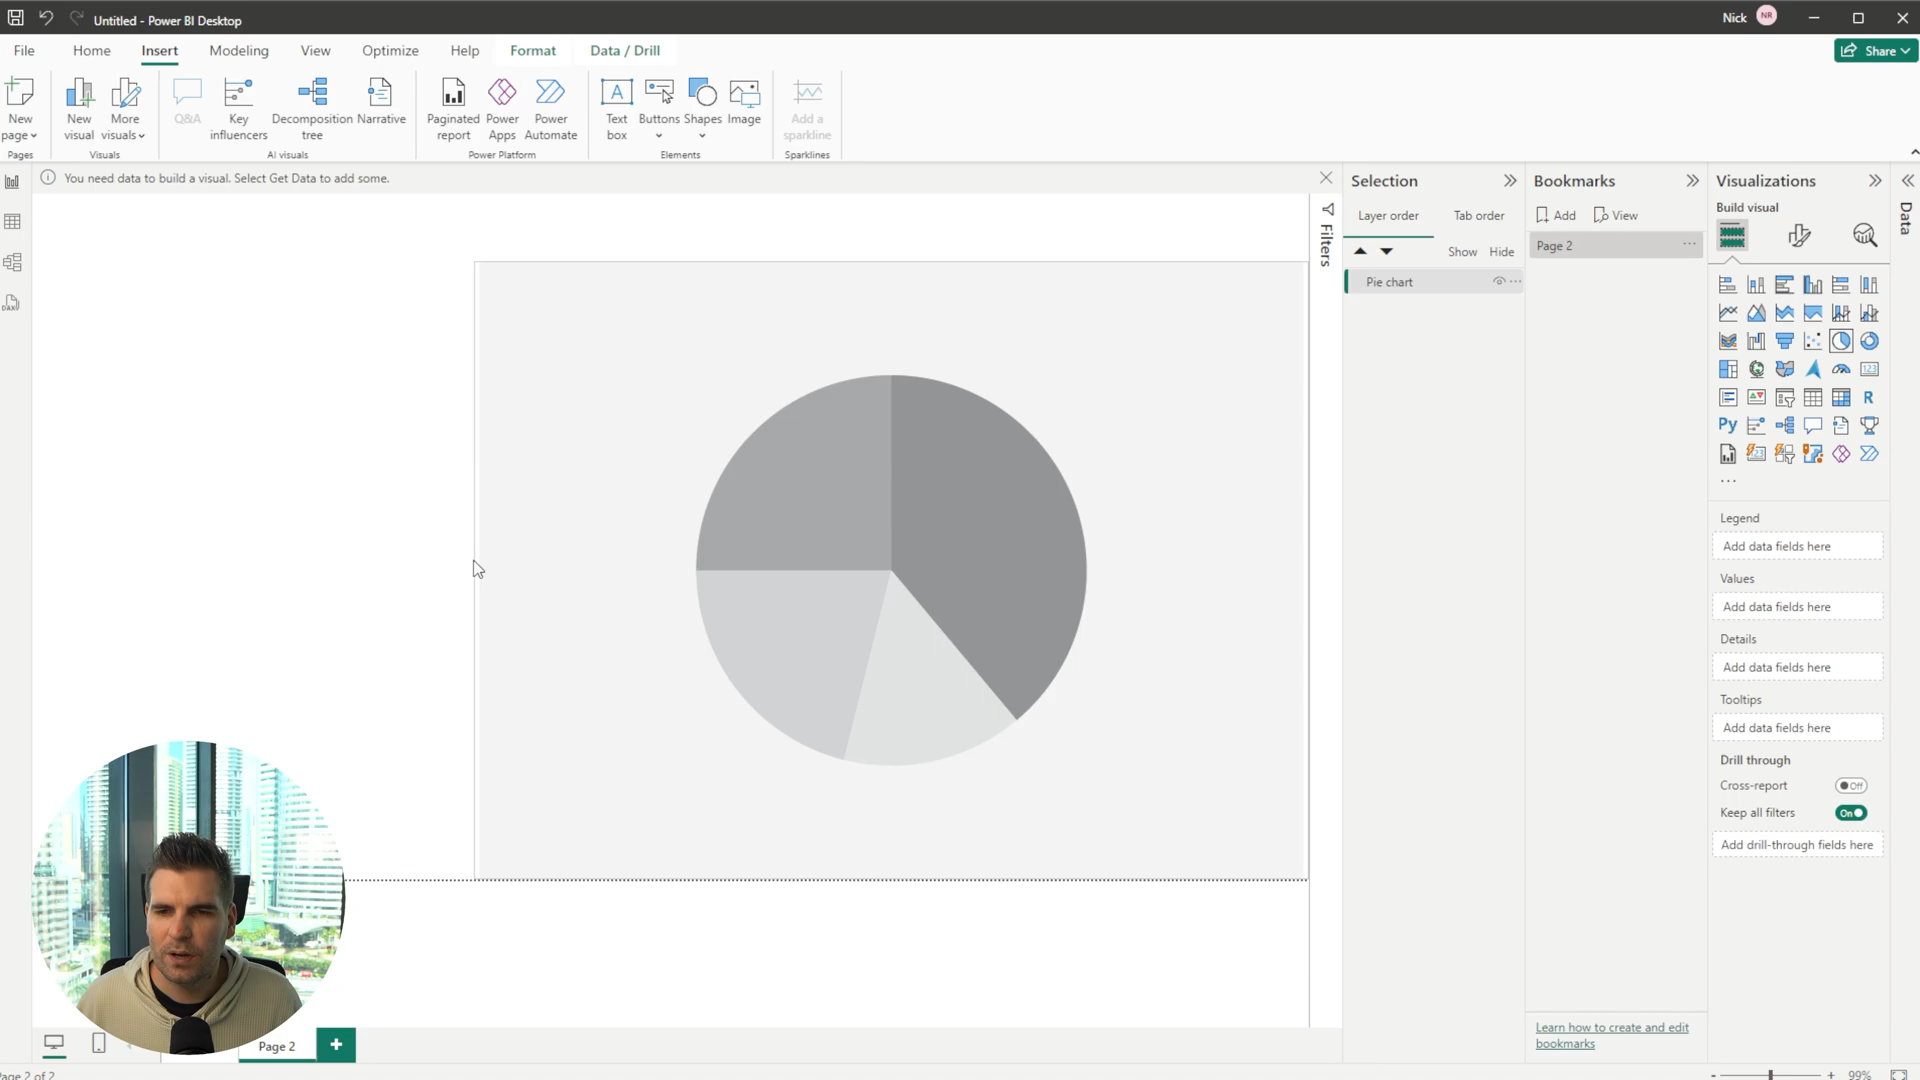 Untitled - Power BI Desktop
Nick
NR
File
Home
Insert
Modeling
View
Optimize
Help
Format
Data / Drill
Share
New page
New visual
More visuals
Q&A
Key influencers
Decomposition tree
Narrative
Paginated report
Power Apps
Power Automate
Text box
Buttons
Shapes
Image
Add a sparkline
Pages
Visuals
AI visuals
Power Platform
Elements
Sparklines
You need data to build a visual. Select Get Data to add some.
Filters
Selection
Layer order
Tab order
Show
Hide
Pie chart
Bookmarks
Add
View
Page 2
Learn how to create and edit
bookmarks
Visualizations
Build visual
123
R
Py
123
Legend
Add data fields here
Values
Add data fields here
Details
Add data fields here
Tooltips
Add data fields here
Drill through
Cross-report
Off
Keep all filters
On
Add drill-through fields here
Data
DAX
A
Page 2
Page 2 of 2
99%